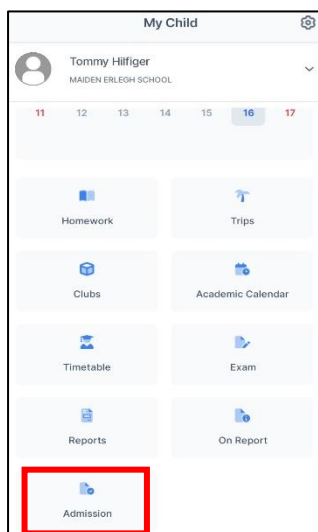 My Child
Tommy Hilfiger
MAIDEN ERLEGH SCHOOL
11 12 13 14 15 16 17
Homework Trips
Clubs Academic Calendar
Timetable Exam
Reports On Report
Admission